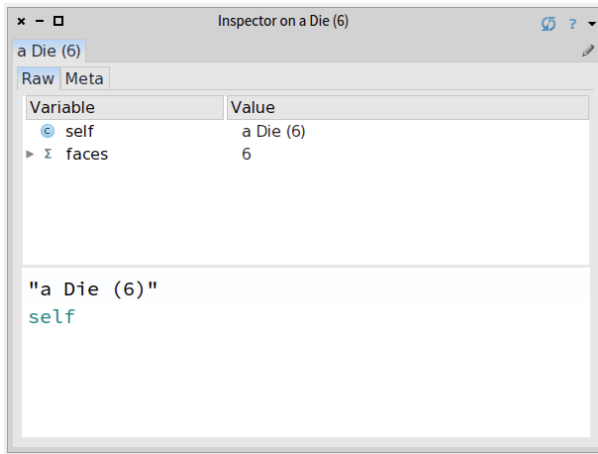 Inspector on a Die (6)
?
a Die (6)
Raw Meta
Variable Value
self a Die (6)
Σ faces 6
"a Die (6)"
self